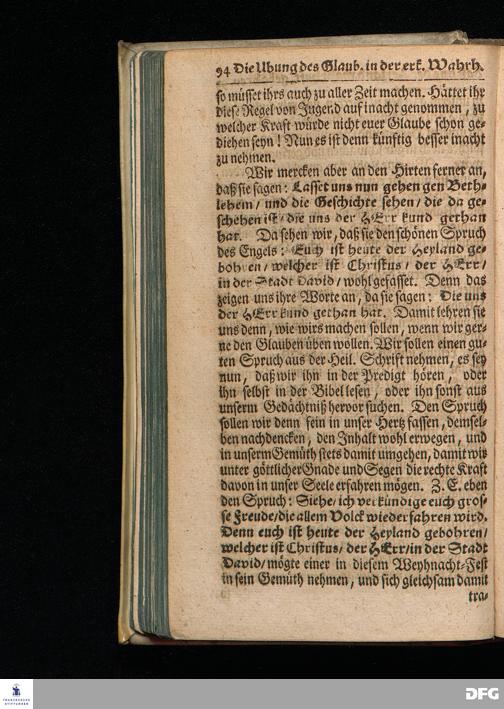 94 Die Ubung des Glaub. in der erk. Wahrh.
so müsset ihrs auch zu aller Zeit machen. Hättet ihr
diese Regel von Jugend auf in acht genommen, zu
welcher Kraft würde nicht euer Glaube schon ge-
diehen seyn! Nun es ist denn künftig besser in acht
zu nehmen.
Wir mercken aber an den Hirten ferner an,
daß sie sagen: Lasset uns nun gehen gen Beth-
lehem/ und die Geschichte sehen/ die da ge-
schehen ist/ die uns der HErr kund gethan
hat. Da sehen wir, daß sie den schönen Spruch
des Engels: Euch ist heute der Heyland ge-
bohren/ welcher ist Christus/ der HErr/
in der Stadt David/ wohl gefasset. Denn das
zeigen uns ihre Worte an, da sie sagen: Die uns
der HErr kund gethan hat. Damit lehren sie
uns denn, wie wirs machen sollen, wenn wir ger-
ne den Glauben üben wollen. Wir sollen einen gu-
ten Spruch aus der Heil. Schrift nehmen, es sey
nun, daß wir ihn in der Predigt hören, oder
ihn selbst in der Bibel lesen, oder ihn sonst aus
unserm Gedächtniß hervor suchen. Den Spruch
sollen wir denn fein in unser Hertz fassen, demsel-
ben nachdencken, den Inhalt wohl erwegen, und
in unserm Gemüth stets damit umgehen, damit wir
unter göttlicher Gnade und Segen die rechte Kraft
davon in unser Seele erfahren mögen. Z. E. eben
den Spruch: Siehe/ ich verkündige euch gros-
se Freude/ die allem Volck wiederfahren wird.
Denn euch ist heute der Heyland gebohren/
welcher ist Christus/ der HErr/ in der Stadt
David/ mögte einer in diesem Weyhnacht-Fest
in sein Gemüth nehmen, und sich gleichsam damit
tra-
FRANCKESCHE
STIFTUNGEN
DFG